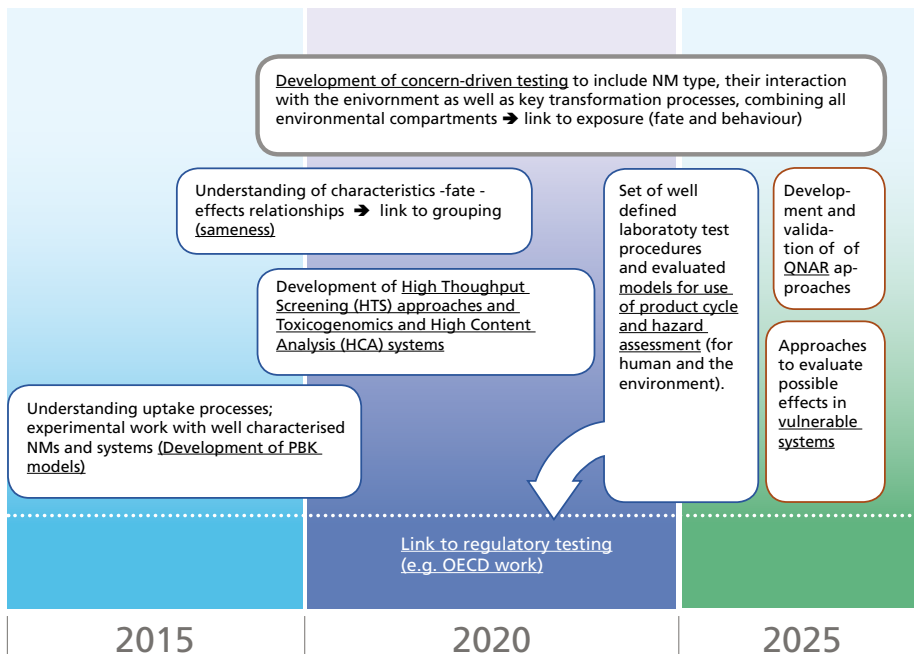 Development of concern-driven testing to include NM type, their interaction
with the enivornment as well as key transformation processes, combining all
environmental compartments ➔ link to exposure (fate and behaviour)
Understanding of characteristics -fate -
effects relationships ➔ link to grouping
(sameness)
Development of High Thoughput
Screening (HTS) approaches and
Toxicogenomics and High Content
Analysis (HCA) systems
Understanding uptake processes;
experimental work with well characterised
NMs and systems (Development of PBK
models)
Set of well
defined
laboratoty test
procedures
and evaluated
models for use
of product cycle
and hazard
assessment (for
human and the
environment).
Develop-
ment and
valida-
tion of of
QNAR ap-
proaches
Approaches
to evaluate
possible
effects in
vulnerable
systems
Link to regulatory testing
(e.g. OECD work)
2015
2020
2025